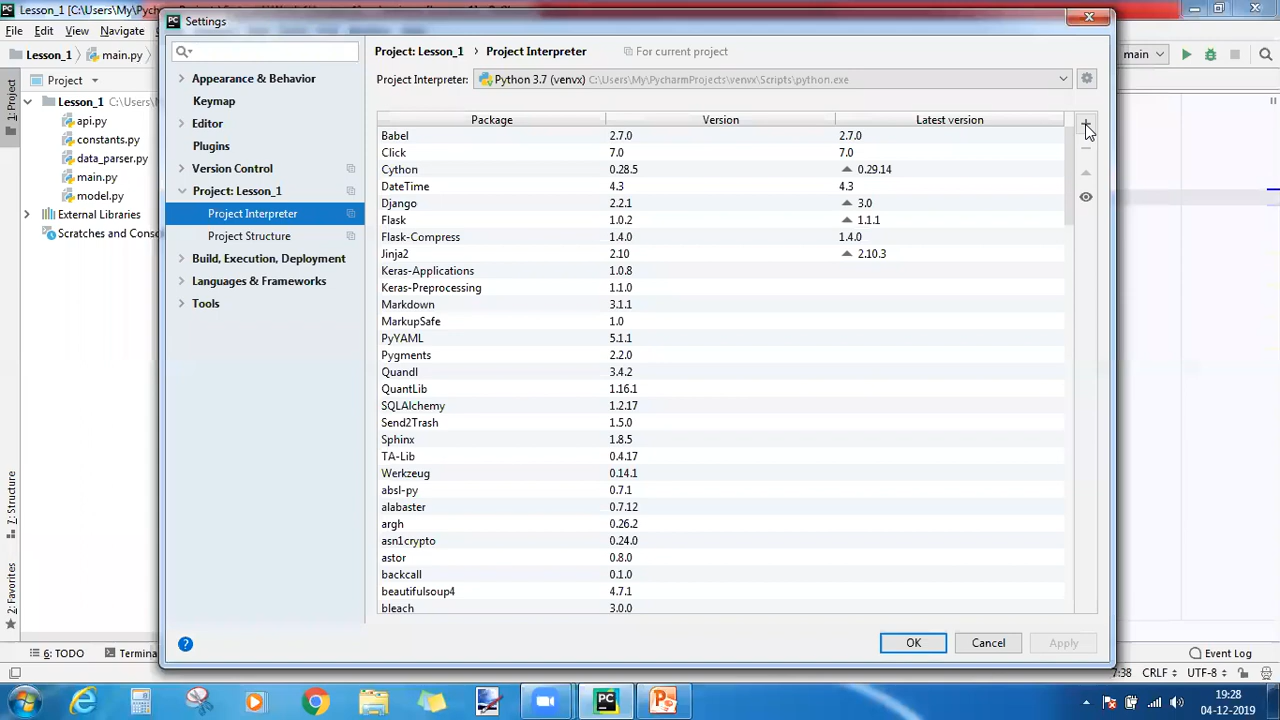 Lesson_1 [C:\Users\My\Pych
Settings
File Edit View Navigate
Lesson_1 main.py
main
Project
Lesson_1 C:\Users\M
api.py
constants.py
data_parser.py
main.py
model.py
External Libraries
Scratches and Conso
1: Project
7: Structure
2: Favorites
Appearance & Behavior
Keymap
Editor
Plugins
Version Control
Project: Lesson_1
Project Interpreter
Project Structure
Build, Execution, Deployment
Languages & Frameworks
Tools
Project: Lesson_1 › Project Interpreter For current project
Project Interpreter: Python 3.7 (venvx) C:\Users\My\PycharmProjects\venvx\Scripts\python.exe
Package Version Latest version
Babel 2.7.0 2.7.0
Click 7.0 7.0
Cython 0.28.5 0.29.14
DateTime 4.3 4.3
Django 2.2.1 3.0
Flask 1.0.2 1.1.1
Flask-Compress 1.4.0 1.4.0
Jinja2 2.10 2.10.3
Keras-Applications 1.0.8
Keras-Preprocessing 1.1.0
Markdown 3.1.1
MarkupSafe 1.0
PyYAML 5.1.1
Pygments 2.2.0
Quandl 3.4.2
QuantLib 1.16.1
SQLAlchemy 1.2.17
Send2Trash 1.5.0
Sphinx 1.8.5
TA-Lib 0.4.17
Werkzeug 0.14.1
absl-py 0.7.1
alabaster 0.7.12
argh 0.26.2
asn1crypto 0.24.0
astor 0.8.0
backcall 0.1.0
beautifulsoup4 4.7.1
bleach 3.0.0
? OK Cancel Apply
6: TODO Termina Event Log
7:38 CRLF UTF-8
PC
19:28
04-12-2019